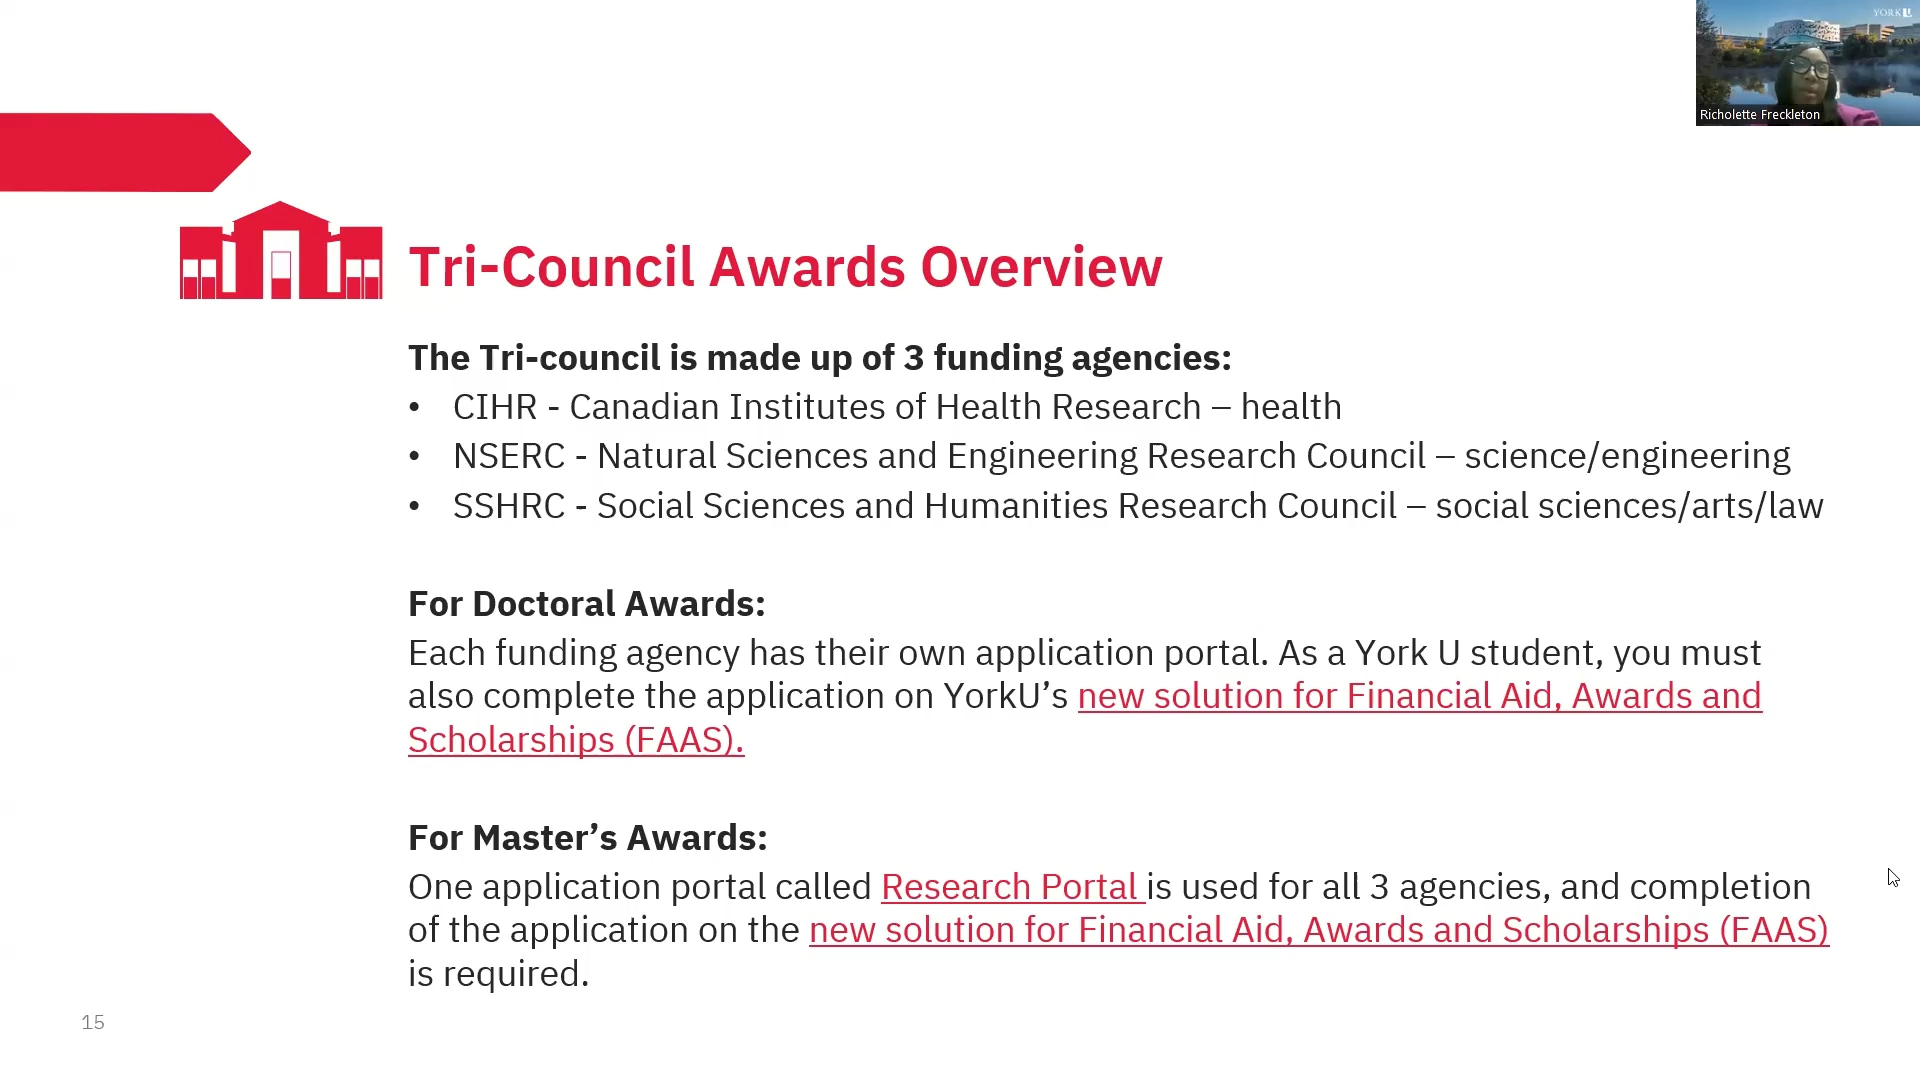 YORK U
Richolette Freckleton
Tri-Council Awards Overview
The Tri-council is made up of 3 funding agencies:
• CIHR - Canadian Institutes of Health Research – health
• NSERC - Natural Sciences and Engineering Research Council – science/engineering
• SSHRC - Social Sciences and Humanities Research Council – social sciences/arts/law
For Doctoral Awards:
Each funding agency has their own application portal. As a York U student, you must
also complete the application on YorkU’s new solution for Financial Aid, Awards and
Scholarships (FAAS).
For Master’s Awards:
One application portal called Research Portal is used for all 3 agencies, and completion
of the application on the new solution for Financial Aid, Awards and Scholarships (FAAS)
is required.
15